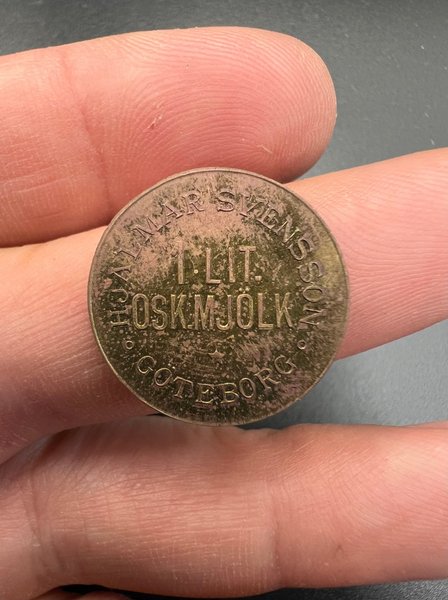 HJALMAR SVENSSON
1 LIT.
OSK.MJÖLK
• GÖTEBORG •